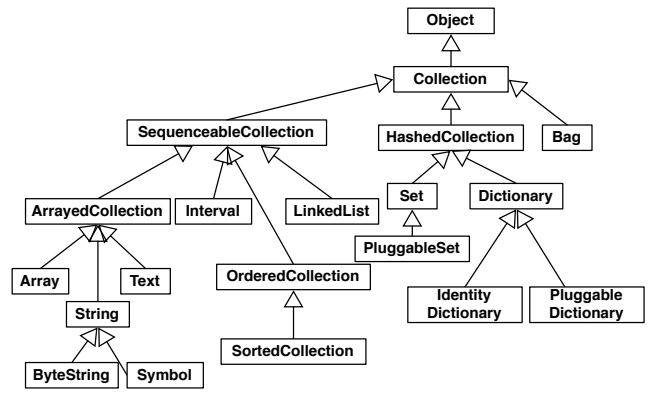 Object
Collection
SequenceableCollection
HashedCollection
Bag
ArrayedCollection
Interval
LinkedList
Set
Dictionary
PluggableSet
Array
Text
OrderedCollection
String
Identity
Dictionary
Pluggable
Dictionary
SortedCollection
ByteString
Symbol